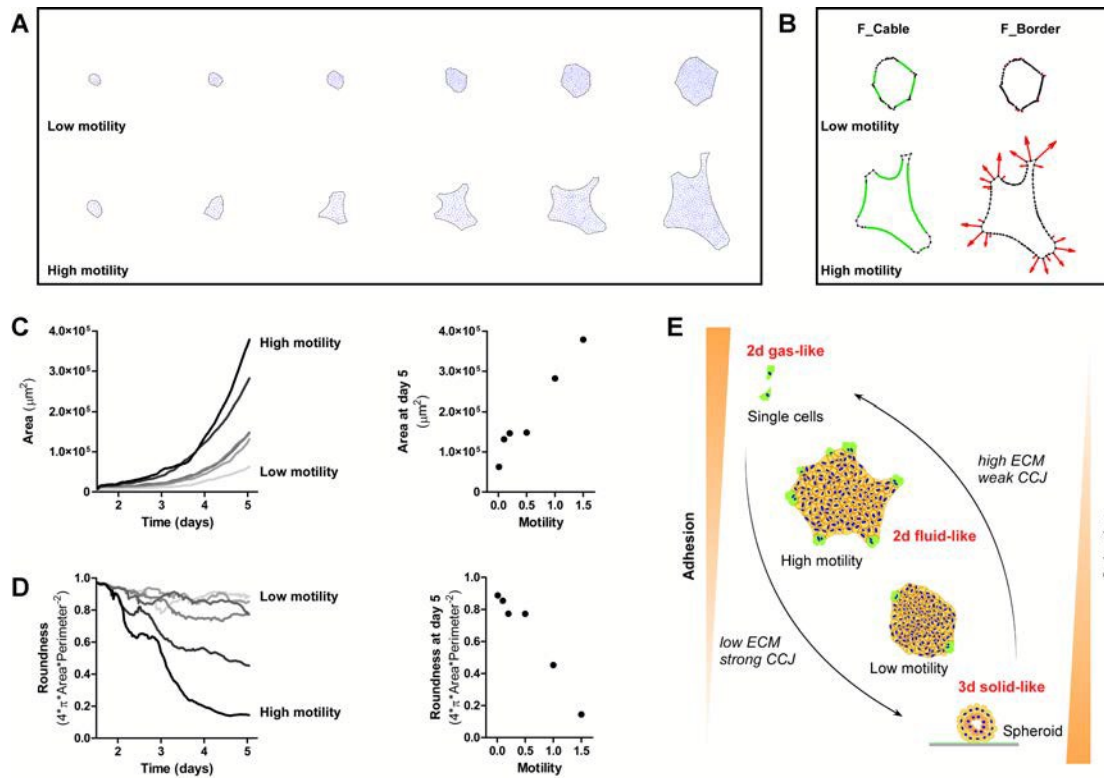 A
Low motility
High motility
B
F_Cable
F_Border
Low motility
High motility
C
Area (μm²)
4.0×10⁵
3.0×10⁵
2.0×10⁵
1.0×10⁵
0
2
3
4
5
Time (days)
High motility
Low motility
Area at day 5
(μm²)
4.0×10⁵
3.0×10⁵
2.0×10⁵
1.0×10⁵
0
0.0
0.5
1.0
1.5
Motility
D
Roundness
(4*π*Area*Perimeter⁻²)
1.0
0.8
0.6
0.4
0.2
0.0
2
3
4
5
Time (days)
Low motility
High motility
Roundness at day 5
(4*π*Area*Perimeter⁻²)
1.0
0.8
0.6
0.4
0.2
0.0
0.0
0.5
1.0
1.5
Motility
E
Adhesion
2d gas-like
Single cells
high ECM
weak CCJ
High motility
2d fluid-like
low ECM
strong CCJ
Low motility
3d solid-like
Spheroid